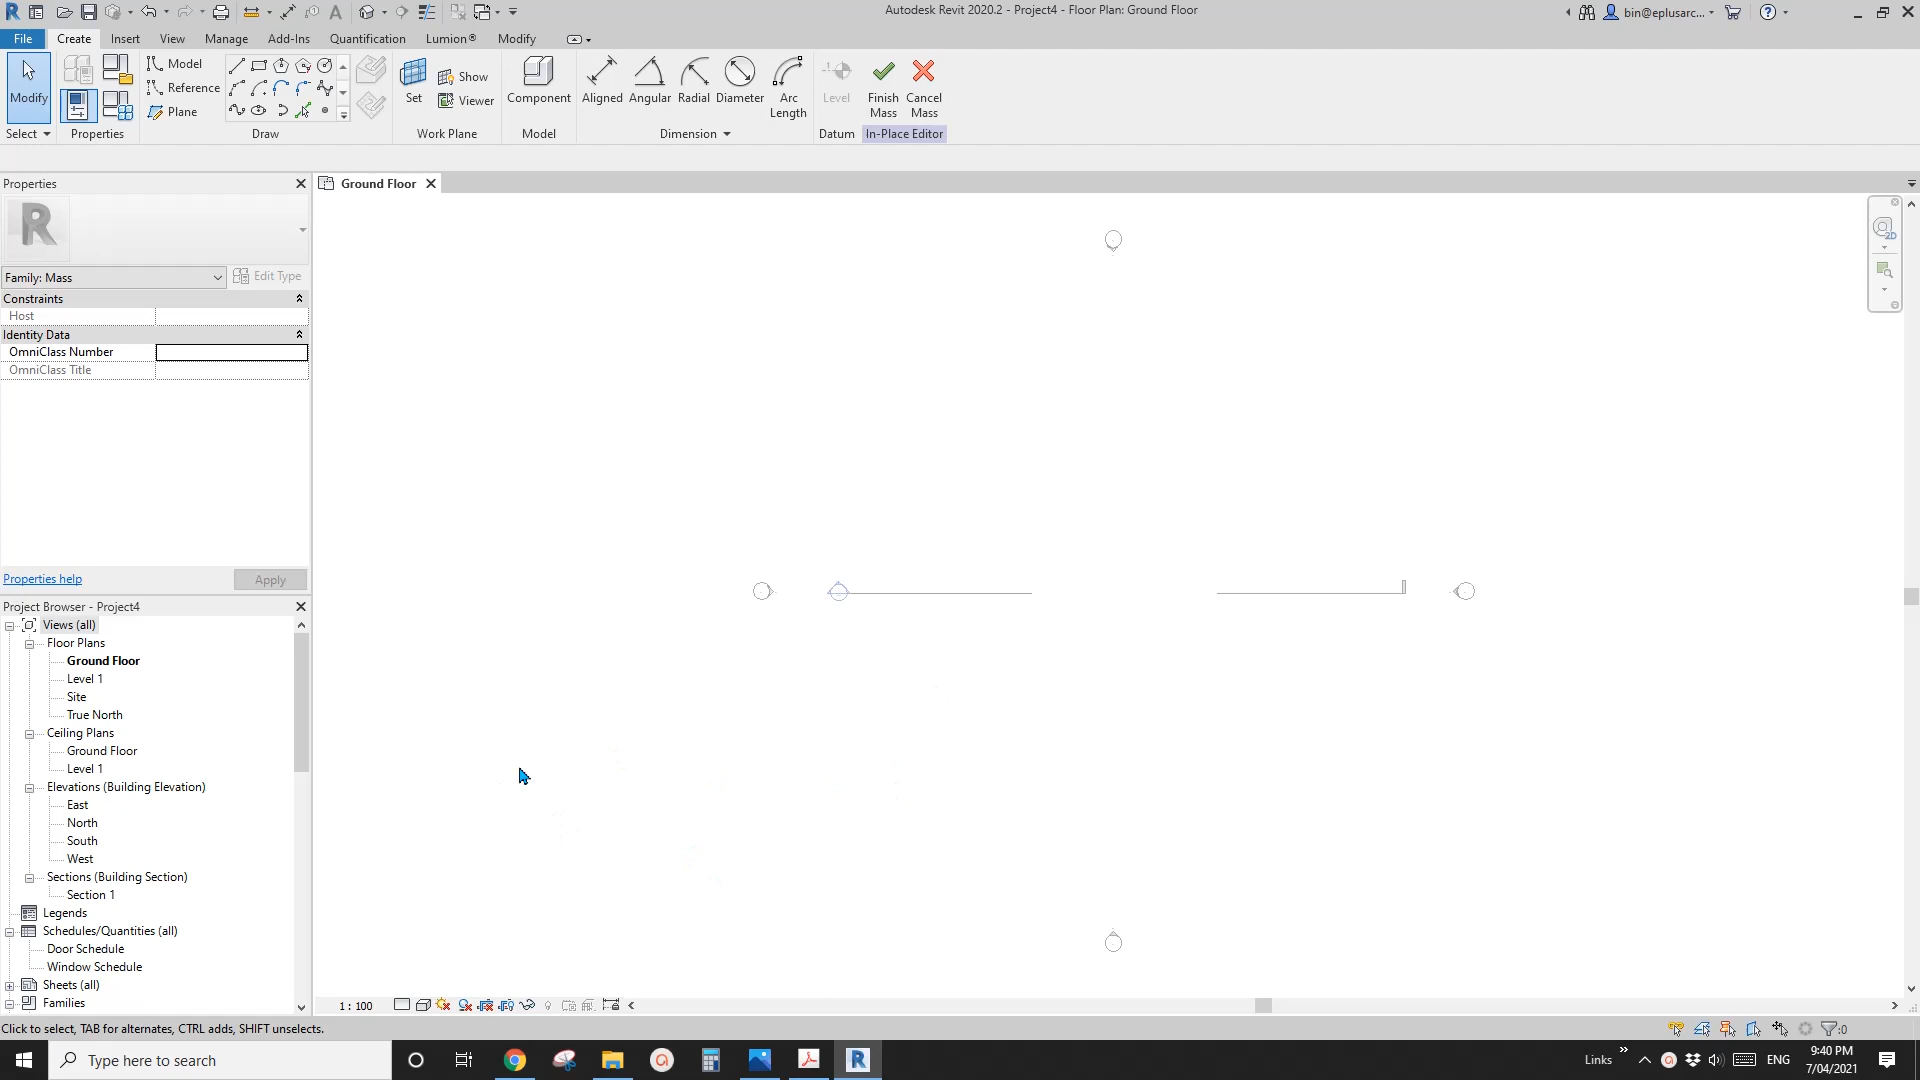 Autodesk Revit 2020.2 - Project4 - Floor Plan: Ground Floor
bin@eplusarc...
File
Create
Insert
View
Manage
Add-Ins
Quantification
Lumion®
Modify
Modify
Select
Properties
Model
Reference
Plane
Draw
Set
Show
Viewer
Work Plane
Component
Model
Aligned
Angular
Radial
Diameter
Arc
Length
Dimension
Level
Datum
Finish
Mass
Cancel
Mass
In-Place Editor
Properties
Ground Floor
R
Family: Mass
Edit Type
Constraints
Host
Identity Data
OmniClass Number
OmniClass Title
Properties help
Apply
2D
Project Browser - Project4
Views (all)
Floor Plans
Ground Floor
Level 1
Site
True North
Ceiling Plans
Ground Floor
Level 1
Elevations (Building Elevation)
East
North
South
West
Sections (Building Section)
Section 1
Legends
Schedules/Quantities (all)
Door Schedule
Window Schedule
Sheets (all)
Families
1 : 100
Click to select, TAB for alternates, CTRL adds, SHIFT unselects.
:0
Type here to search
Links
ENG
9:40 PM
7/04/2021